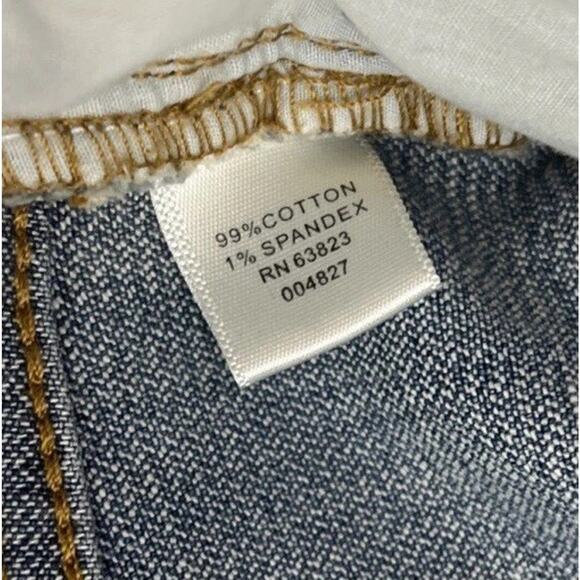 99%COTTON
1% SPANDEX
RN 63823
004827